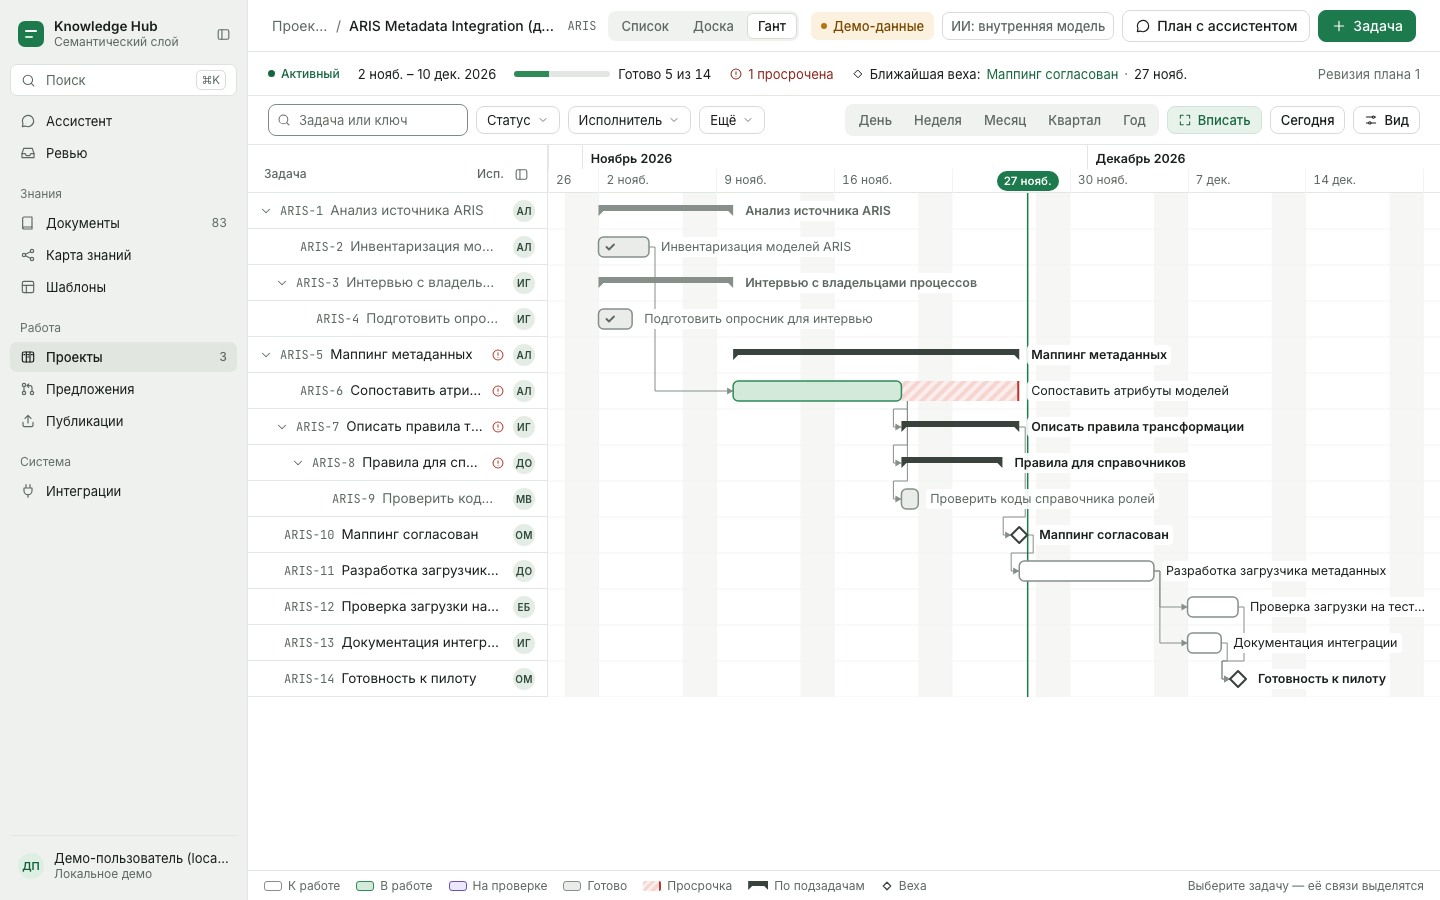 Knowledge Hub
Семантический слой
Поиск ⌘K
Ассистент
Ревью
Знания
Документы 83
Карта знаний
Шаблоны
Работа
Проекты 3
Предложения
Публикации
Система
Интеграции
ДП Демо-пользователь (loca...
Локальное демо
Проек... / ARIS Metadata Integration (д... ARIS Список Доска Гант Демо-данные ИИ: внутренняя модель План с ассистентом Задача
Активный 2 нояб. – 10 дек. 2026 Готово 5 из 14 1 просрочена Ближайшая веха: Маппинг согласован · 27 нояб. Ревизия плана 1
Задача или ключ Статус Исполнитель Ещё День Неделя Месяц Квартал Год Вписать Сегодня Вид
Ноябрь 2026 Декабрь 2026
Задача Исп. 26 2 нояб. 9 нояб. 16 нояб. 27 нояб. 30 нояб. 7 дек. 14 дек.
ARIS-1 Анализ источника ARIS АЛ Анализ источника ARIS
ARIS-2 Инвентаризация мо... АЛ Инвентаризация моделей ARIS
ARIS-3 Интервью с владель... ИГ Интервью с владельцами процессов
ARIS-4 Подготовить опро... ИГ Подготовить опросник для интервью
ARIS-5 Маппинг метаданных АЛ Маппинг метаданных
ARIS-6 Сопоставить атри... АЛ Сопоставить атрибуты моделей
ARIS-7 Описать правила т... ИГ Описать правила трансформации
ARIS-8 Правила для сп... ДО Правила для справочников
ARIS-9 Проверить код... МВ Проверить коды справочника ролей
ARIS-10 Маппинг согласован ОМ Маппинг согласован
ARIS-11 Разработка загрузчик... ДО Разработка загрузчика метаданных
ARIS-12 Проверка загрузки на... ЕБ Проверка загрузки на тест...
ARIS-13 Документация интегр... ИГ Документация интеграции
ARIS-14 Готовность к пилоту ОМ Готовность к пилоту
К работе В работе На проверке Готово Просрочка По подзадачам Веха Выберите задачу — её связи выделятся